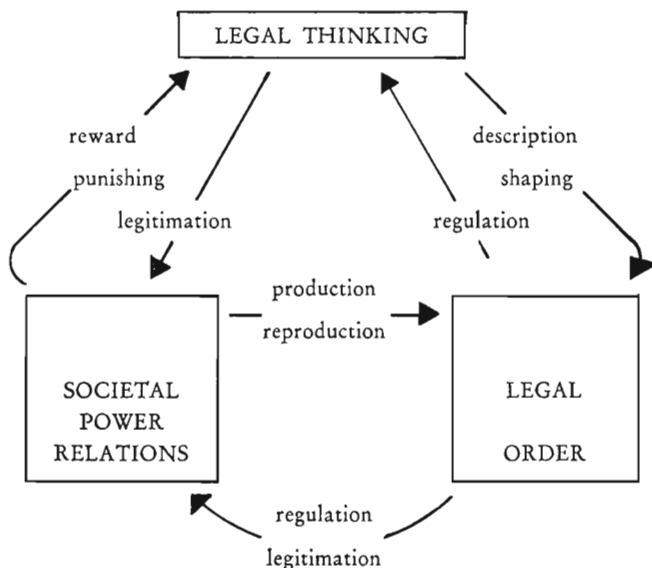 LEGAL THINKING
reward
punishing
legitimation
description
shaping
regulation
production
reproduction
SOCIETAL
POWER
RELATIONS
LEGAL
ORDER
regulation
legitimation